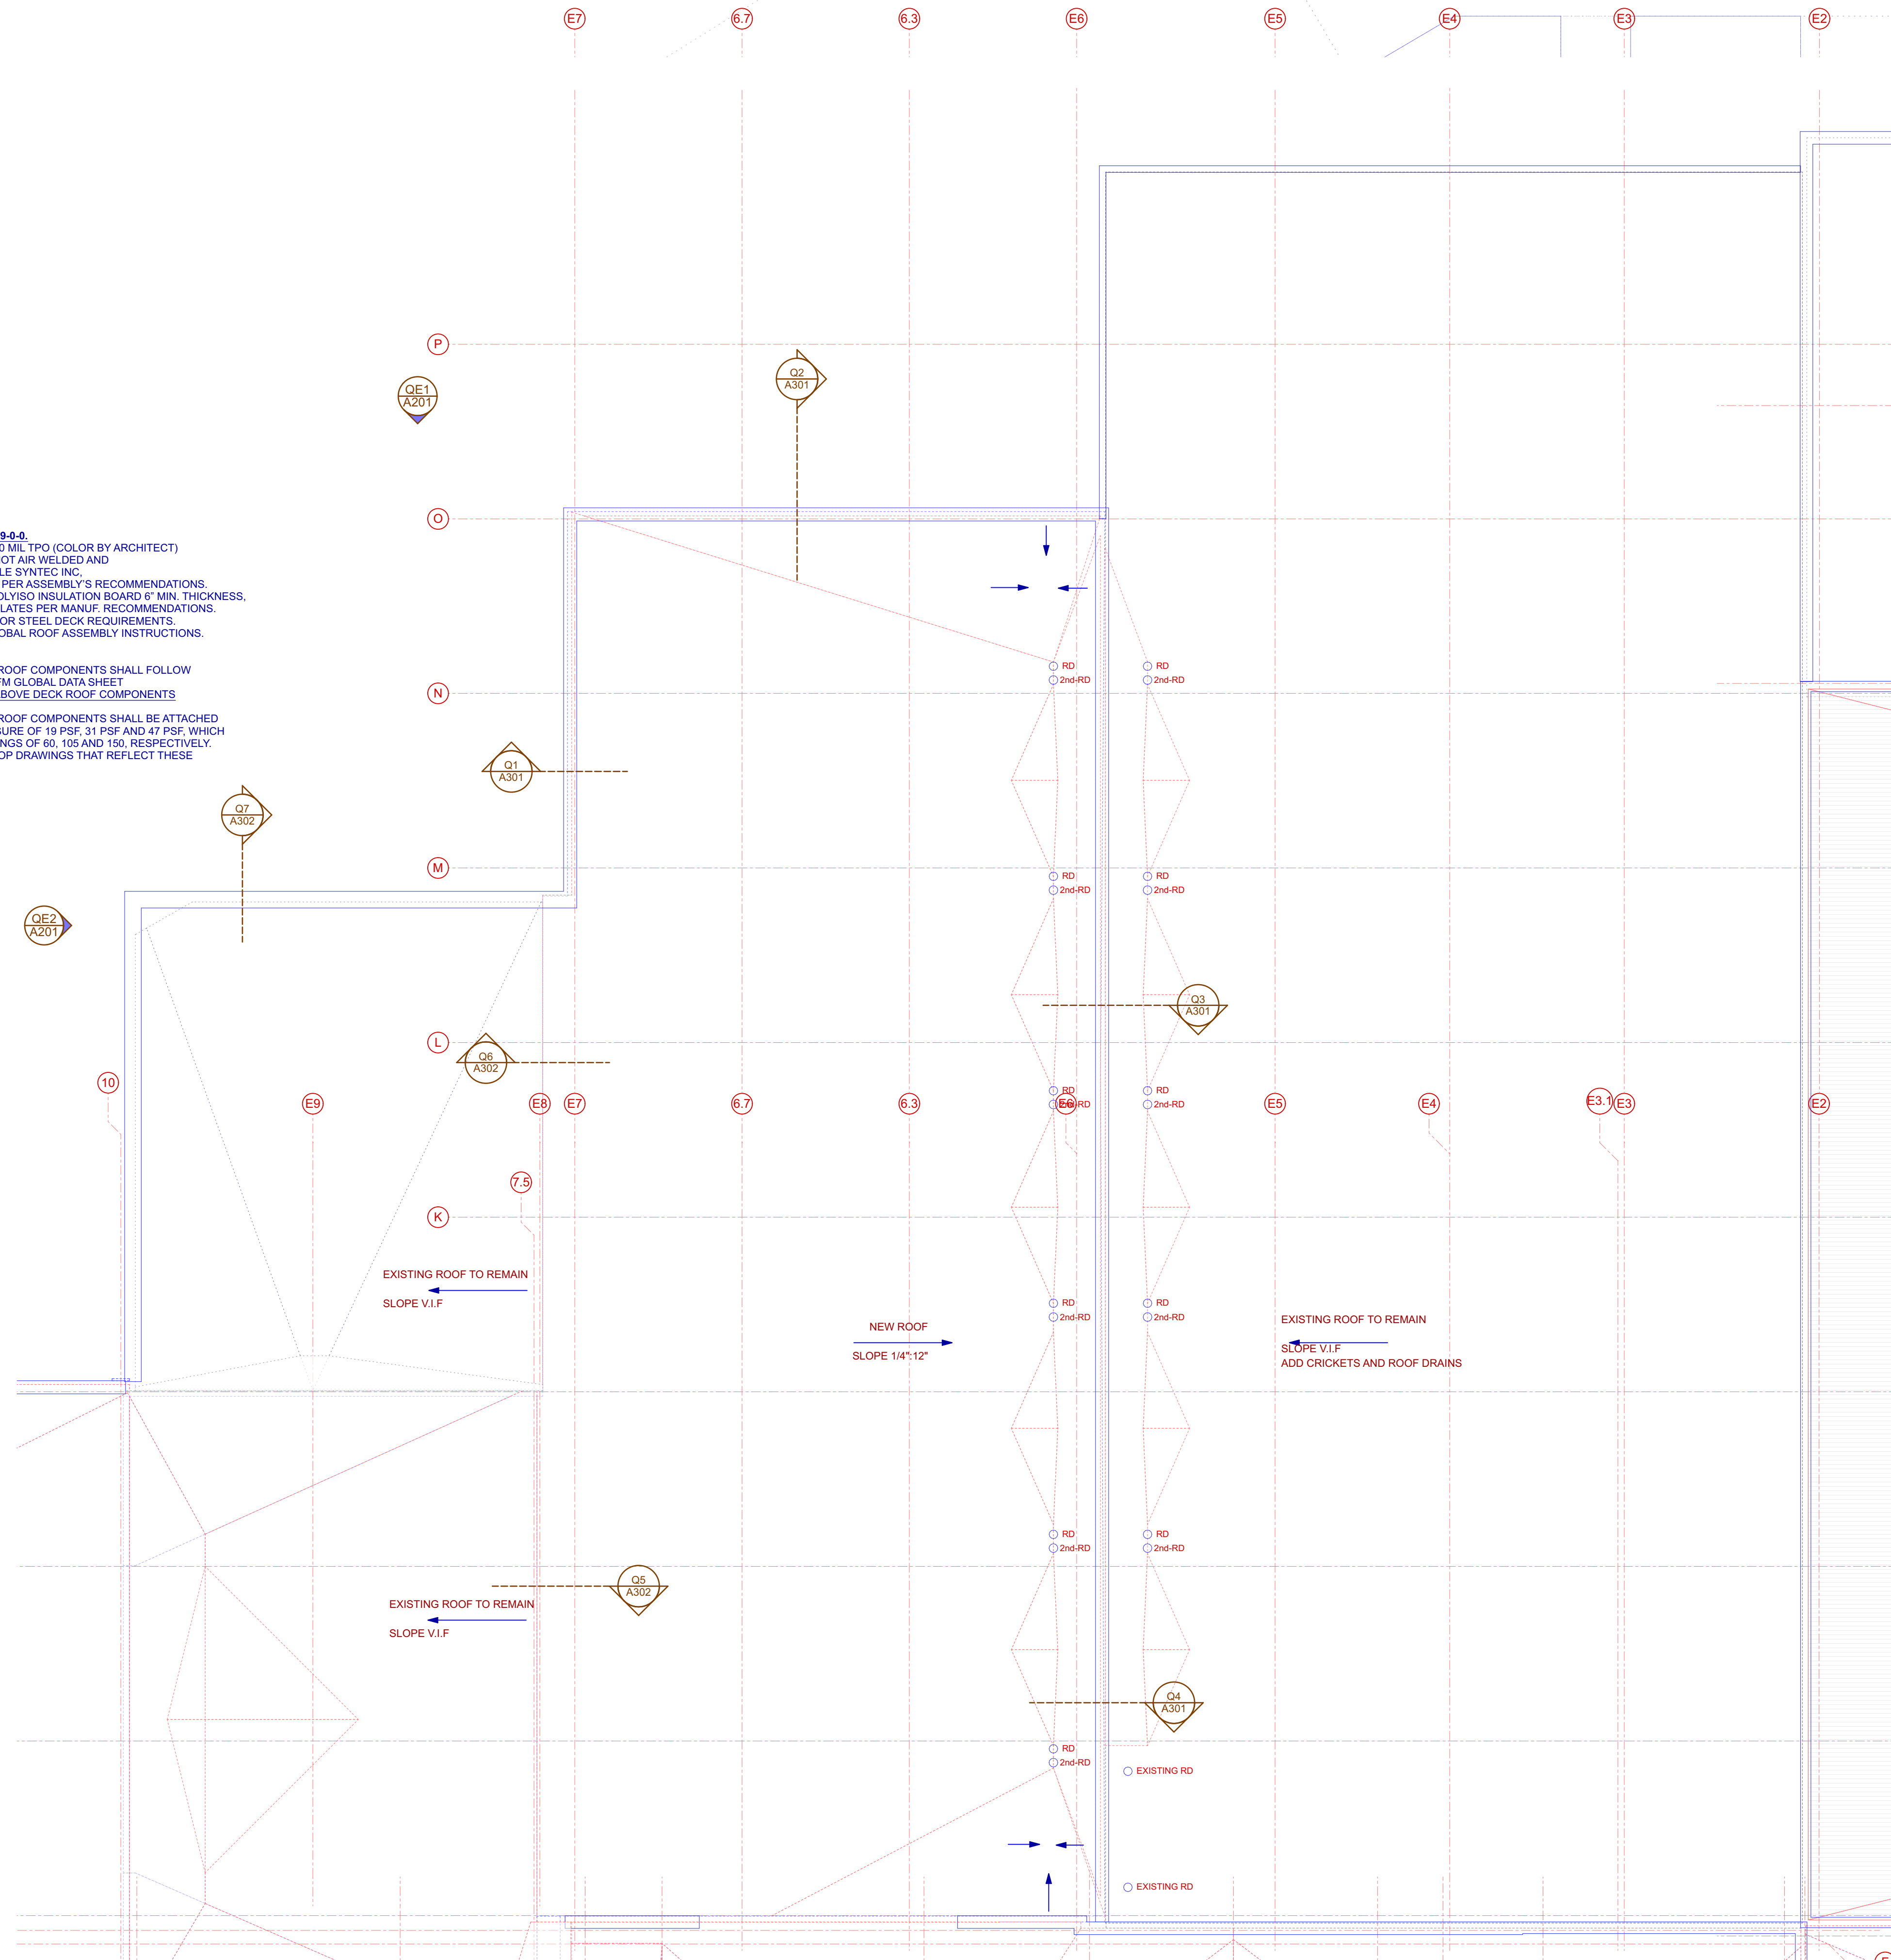 E7
6.7
6.3
E6
E5
E4
E3
E2
P
Q2
A301
QE1
A201
O
9-0-0.
0 MIL TPO (COLOR BY ARCHITECT)
OT AIR WELDED AND
LE SYNTEC INC,
PER ASSEMBLY'S RECOMMENDATIONS.
OLYISO INSULATION BOARD 6" MIN. THICKNESS,
LATES PER MANUF. RECOMMENDATIONS.
OR STEEL DECK REQUIREMENTS.
OBAL ROOF ASSEMBLY INSTRUCTIONS.
ROOF COMPONENTS SHALL FOLLOW
FM GLOBAL DATA SHEET
ABOVE DECK ROOF COMPONENTS
ROOF COMPONENTS SHALL BE ATTACHED
SURE OF 19 PSF, 31 PSF AND 47 PSF, WHICH
NGS OF 60, 105 AND 150, RESPECTIVELY.
OP DRAWINGS THAT REFLECT THESE
RD
RD
2nd-RD
2nd-RD
N
Q1
A301
Q7
A302
M
RD
RD
2nd-RD
2nd-RD
QE2
A201
Q3
A301
L
Q6
A302
10
RD
RD
E9
E8
E7
6.7
6.3
2nd-RD
E6
2nd-RD
E5
E4
E3.1
E3
E2
7.5
K
EXISTING ROOF TO REMAIN
SLOPE V.I.F
RD
RD
2nd-RD
2nd-RD
NEW ROOF
SLOPE 1/4":12"
EXISTING ROOF TO REMAIN
SLOPE V.I.F
ADD CRICKETS AND ROOF DRAINS
RD
RD
2nd-RD
2nd-RD
Q5
A302
EXISTING ROOF TO REMAIN
SLOPE V.I.F
Q4
A301
RD
2nd-RD
EXISTING RD
EXISTING RD